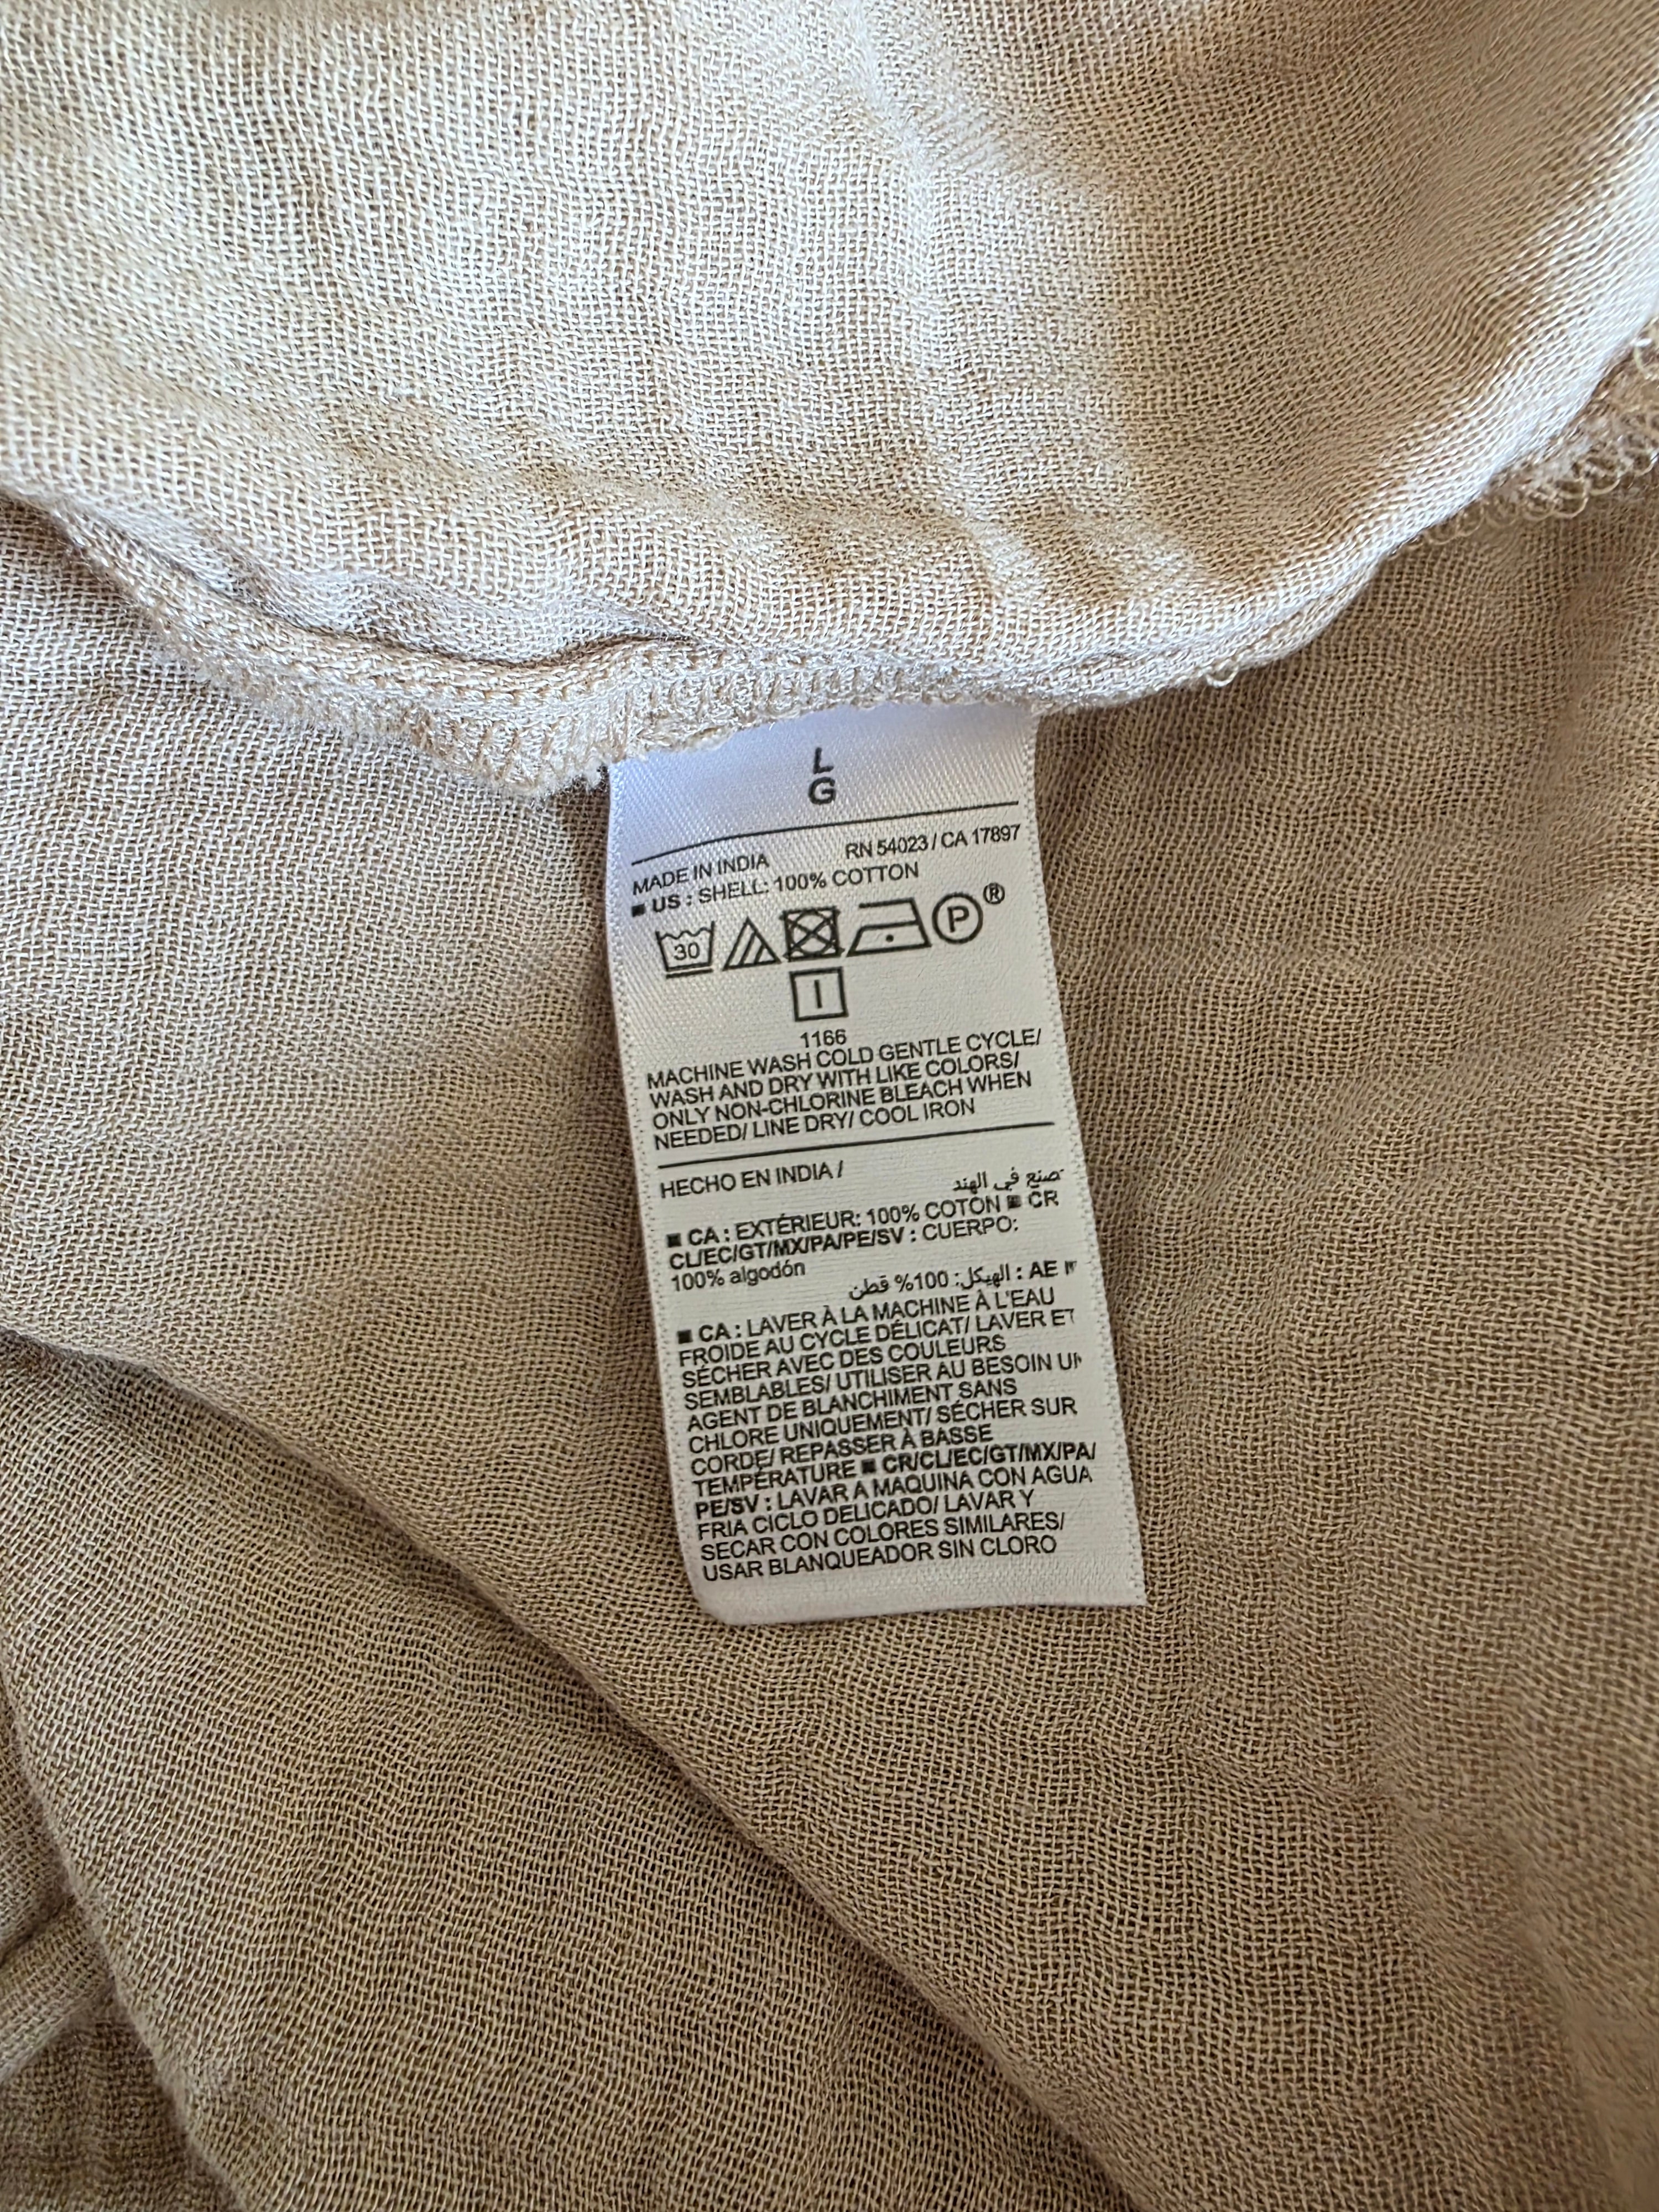 L
G
MADE IN INDIA RN 54023 / CA 17897
■ US : SHELL: 100% COTTON
30 P ®
1166
MACHINE WASH COLD GENTLE CYCLE/
WASH AND DRY WITH LIKE COLORS/
ONLY NON-CHLORINE BLEACH WHEN
NEEDED/ LINE DRY/ COOL IRON
HECHO EN INDIA /
صنع في الهند
■ CA : EXTÉRIEUR: 100% COTON ■ CR
CL/EC/GT/MX/PA/PE/SV : CUERPO:
100% algodón
AE : الهيكل: 100% قطن
■ CA : LAVER À LA MACHINE À L'EAU
FROIDE AU CYCLE DÉLICAT/ LAVER ET
SÉCHER AVEC DES COULEURS
SEMBLABLES/ UTILISER AU BESOIN UN
AGENT DE BLANCHIMENT SANS
CHLORE UNIQUEMENT/ SÉCHER SUR
CORDE/ REPASSER À BASSE
TEMPÉRATURE ■ CR/CL/EC/GT/MX/PA/
PE/SV : LAVAR A MAQUINA CON AGUA
FRIA CICLO DELICADO/ LAVAR Y
SECAR CON COLORES SIMILARES/
USAR BLANQUEADOR SIN CLORO